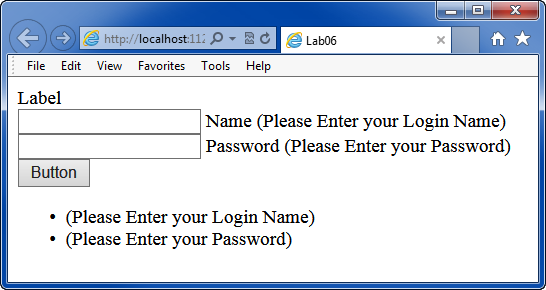 http://localhost:112
Lab06
File Edit View Favorites Tools Help
Label
Name (Please Enter your Login Name)
Password (Please Enter your Password)
Button
• (Please Enter your Login Name)
• (Please Enter your Password)